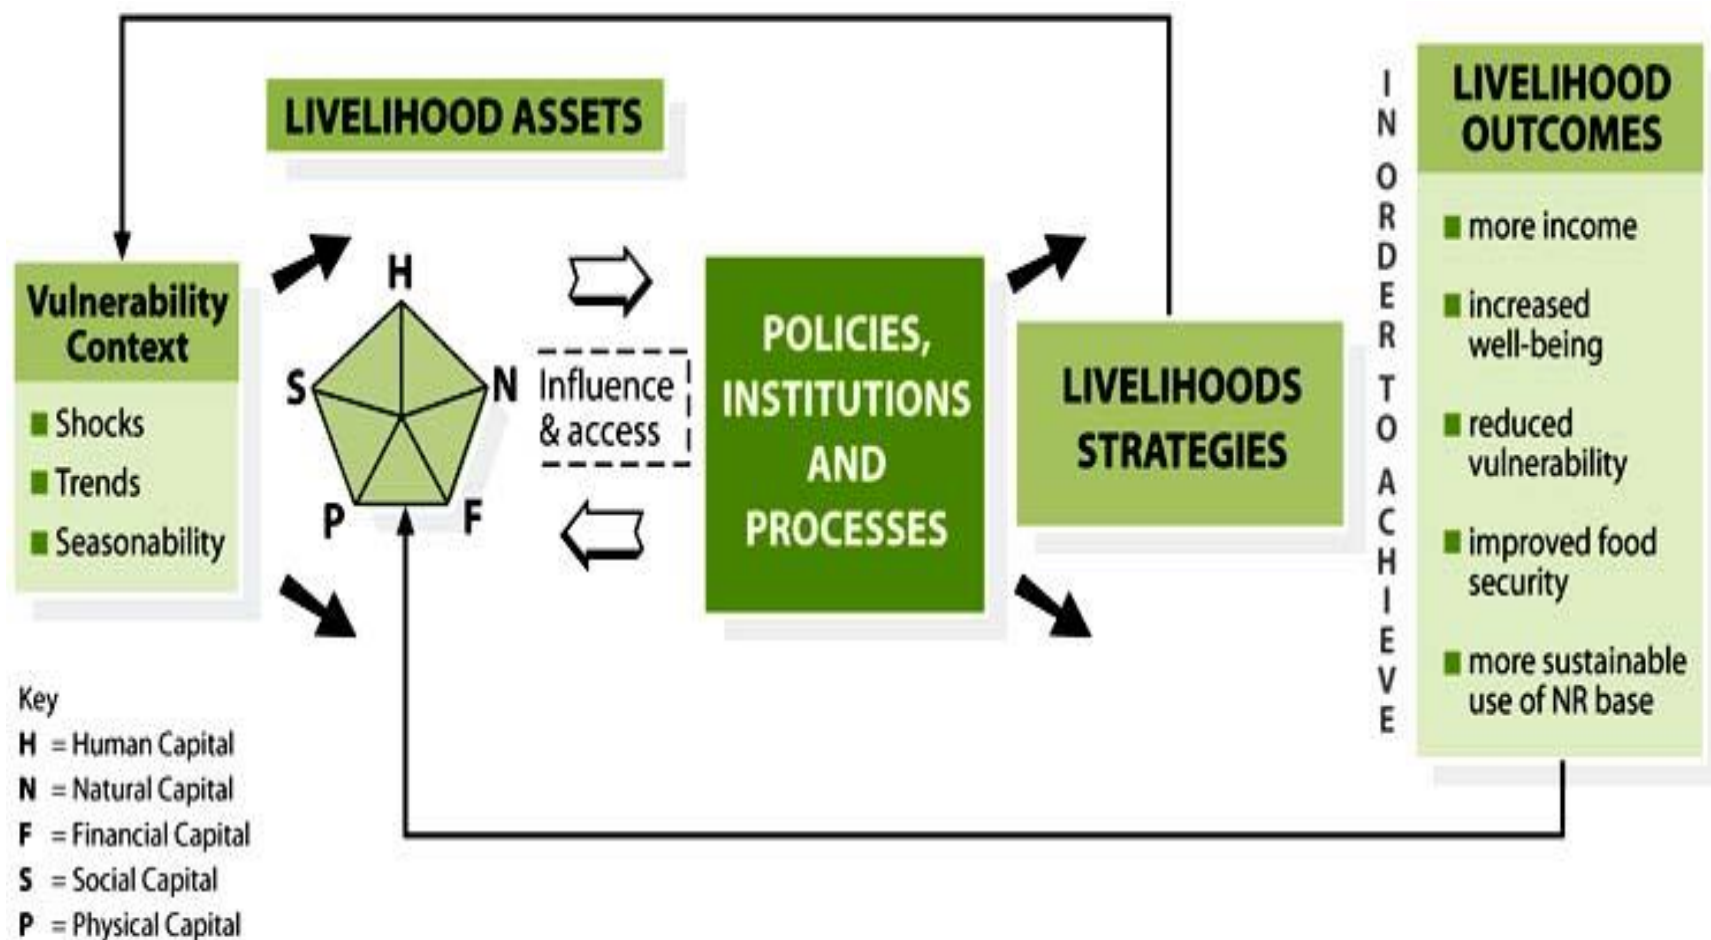 LIVELIHOOD ASSETS
Vulnerability
Context
Shocks
Trends
Seasonability
H
S
N
P
F
Influence
& access
POLICIES,
INSTITUTIONS
AND
PROCESSES
LIVELIHOODS
STRATEGIES
IN ORDER TO ACHIEVE
LIVELIHOOD
OUTCOMES
more income
increased
well-being
reduced
vulnerability
improved food
security
more sustainable
use of NR base
Key
H = Human Capital
N = Natural Capital
F = Financial Capital
S = Social Capital
P = Physical Capital